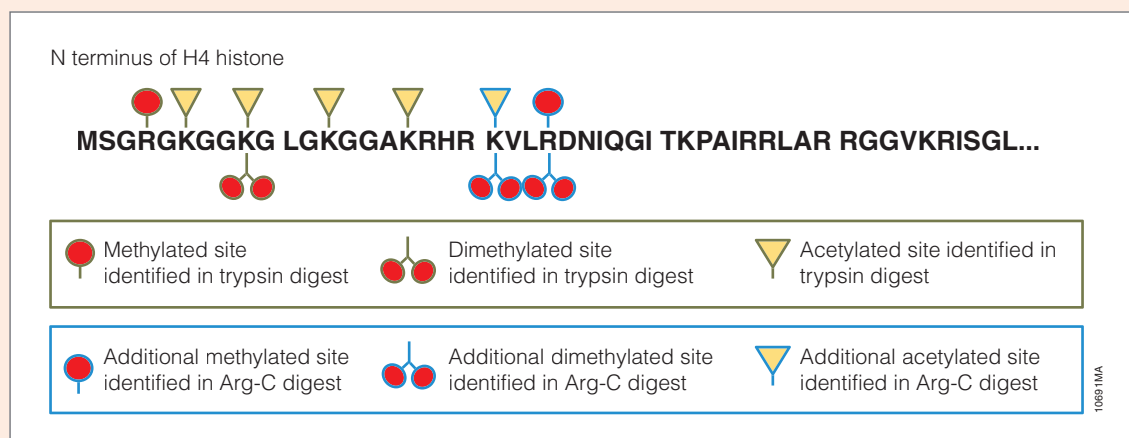 N terminus of H4 histone
MSGRGKGGKG LGKGGAKRHR KVLRDNIQGI TKPAIRRLAR RGGVKRISGL...
Methylated site
identified in trypsin digest
Dimethylated site
identified in trypsin digest
Acetylated site identified in
trypsin digest
Additional methylated site
identified in Arg-C digest
Additional dimethylated site
identified in Arg-C digest
Additional acetylated site
identified in Arg-C digest
10691MA